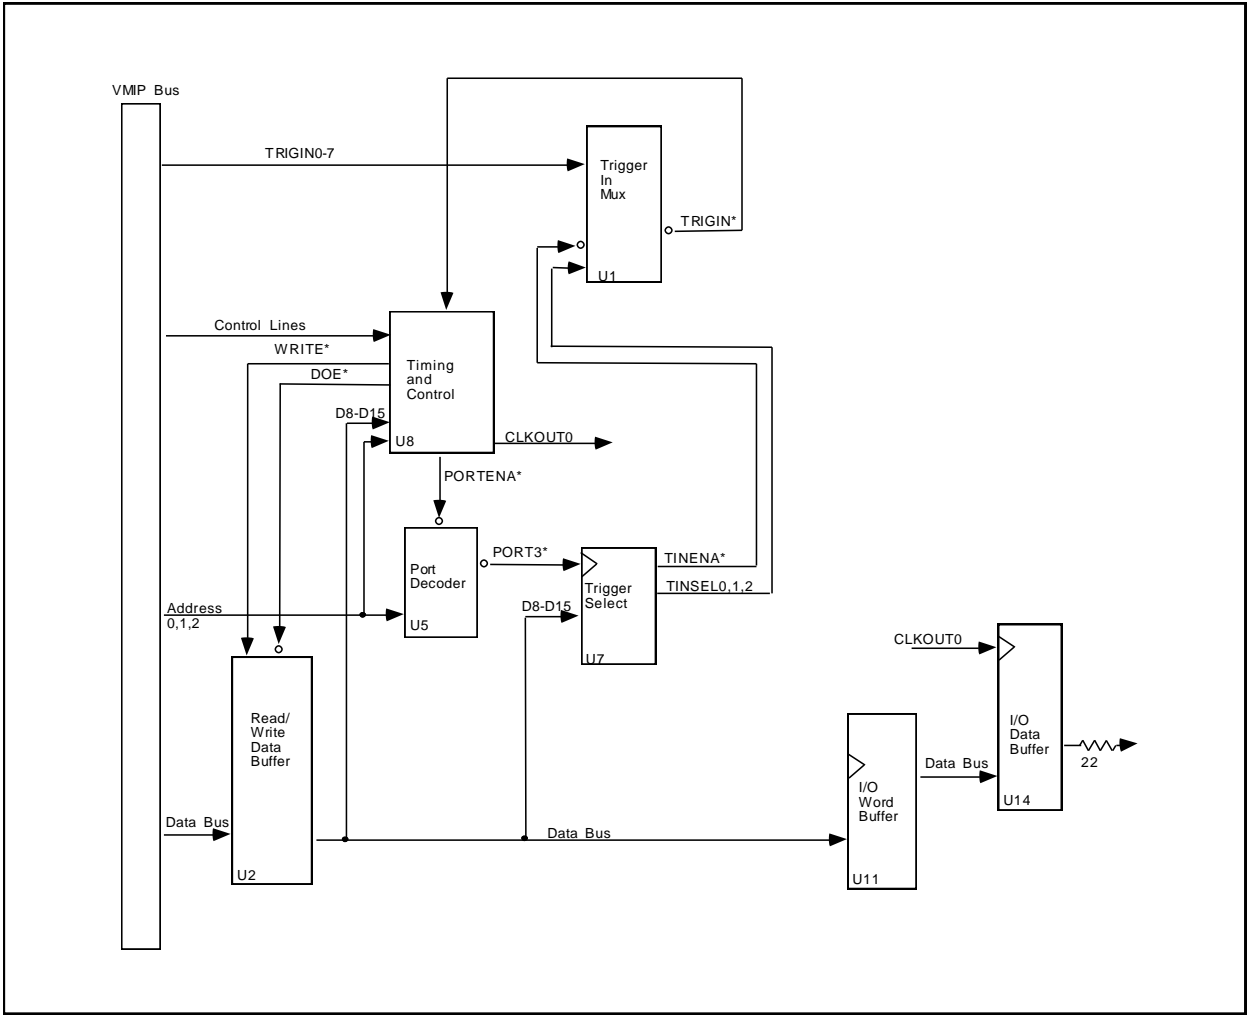 VMIP Bus
TRIGIN0-7
Trigger
In
Mux
TRIGIN*
U1
Control Lines
WRITE*
DOE*
Timing
and
Control
D8-D15
U8
CLKOUT0
PORTENA*
PORT3*
Port
Decoder
U5
Address
0,1,2
TINENA*
TINSEL0,1,2
Trigger
Select
D8-D15
U7
CLKOUT0
Read/
Write
Data
Buffer
I/O
Data
Buffer
22
U14
Data Bus
I/O
Word
Buffer
U11
Data Bus
Data Bus
U2